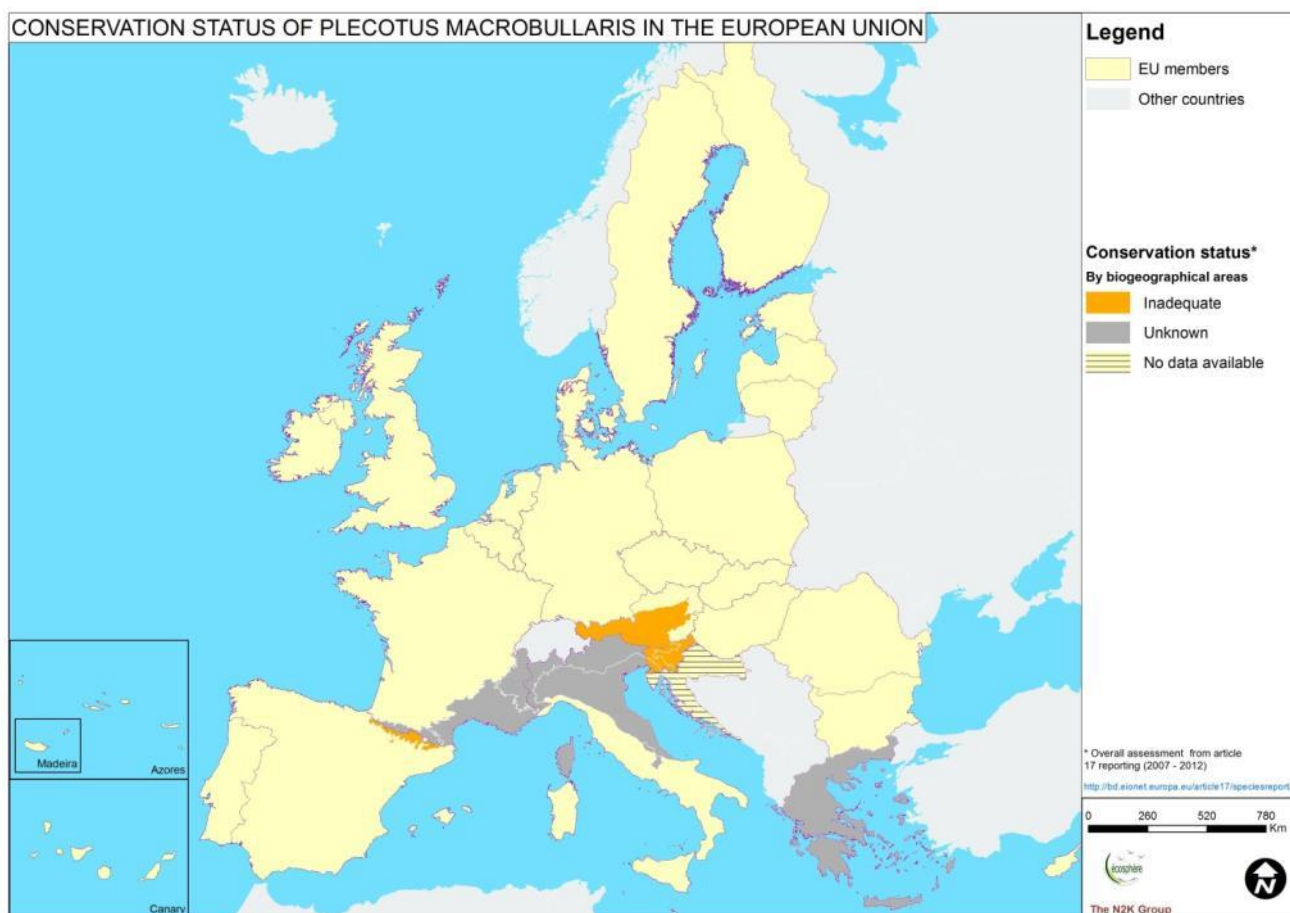 CONSERVATION STATUS OF PLECOTUS MACROBULLARIS IN THE EUROPEAN UNION
Legend
EU members
Other countries
Conservation status*
By biogeographical areas
Inadequate
Unknown
No data available
* Overall assessment from article
17 reporting (2007 - 2012)
http://bd.eionet.europa.eu/article17/speciesreport
0 260 520 780
Km
écosphère
N
The N2K Group
Madeira
Azores
Canary